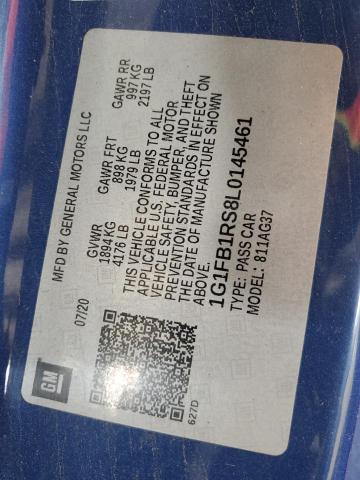 MFD BY GENERAL MOTORS LLC
07/20
GVWR
1894 KG
4176 LB
GAWR FRT
898 KG
1979 LB
GAWR RR
997 KG
2197 LB
THIS VEHICLE CONFORMS TO ALL
APPLICABLE U.S. FEDERAL MOTOR
VEHICLE SAFETY, BUMPER, AND THEFT
PREVENTION STANDARDS IN EFFECT ON
THE DATE OF MANUFACTURE SHOWN
ABOVE.
1G1FB1RS8L0145461
TYPE: PASS CAR
MODEL: 811AG37
GM
627D